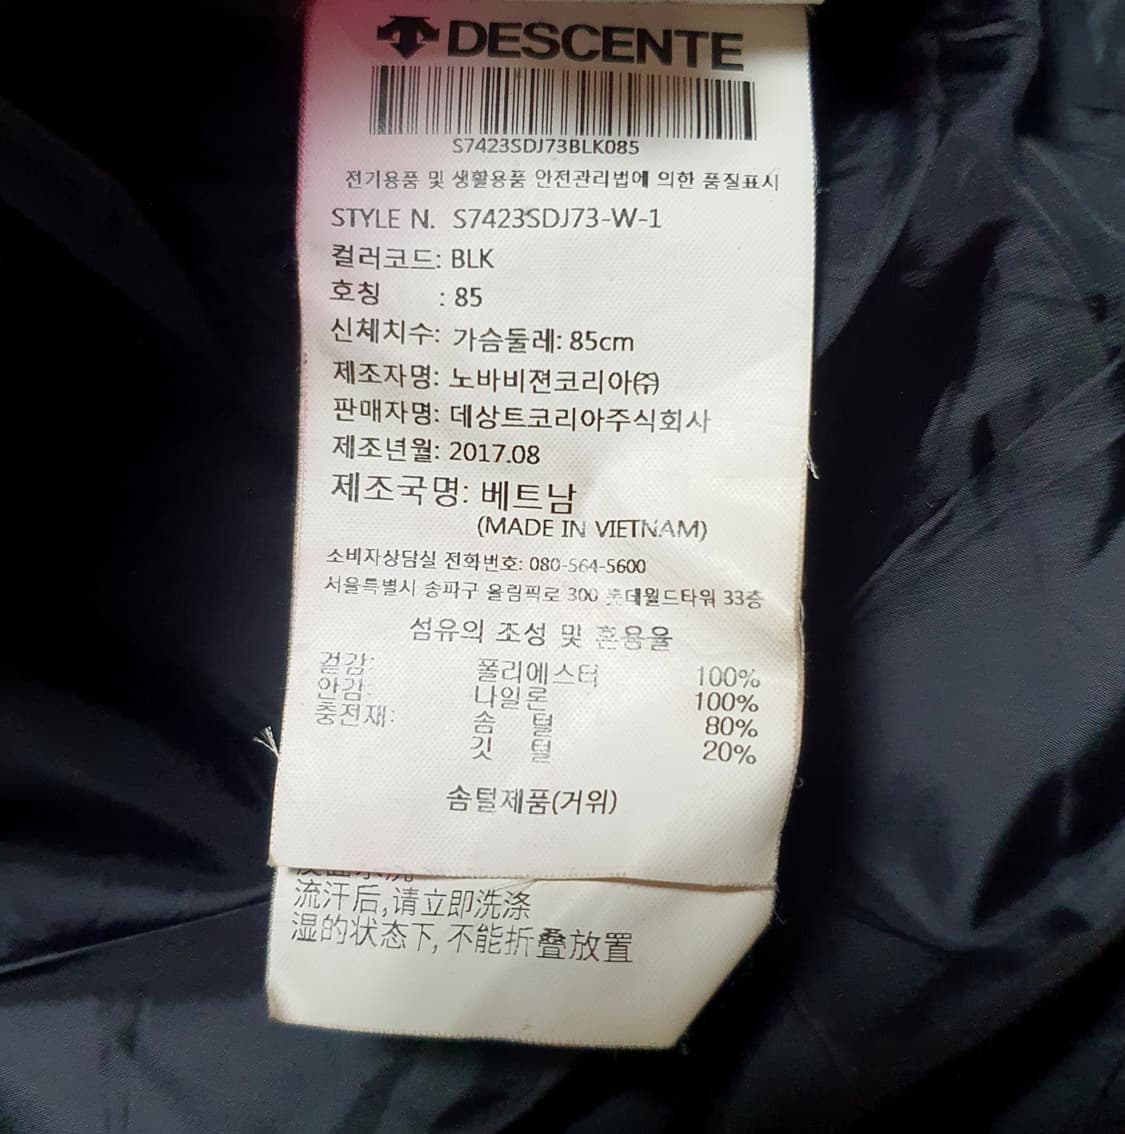 DESCENTE
S7423SDJ73BLK085
전기용품 및 생활용품 안전관리법에 의한 품질표시
STYLE N. S7423SDJ73-W-1
컬러코드: BLK
호칭 : 85
신체치수: 가슴둘레: 85cm
제조자명: 노바비젼코리아㈜
판매자명: 데상트코리아주식회사
제조년월: 2017.08
제조국명: 베트남
(MADE IN VIETNAM)
소비자상담실 전화번호: 080-564-5600
서울특별시 송파구 올림픽로 300 롯데월드타워 33층
섬유의 조성 및 혼용율
겉감: 폴리에스터 100%
안감: 나일론 100%
충전재: 솜 털 80%
깃 털 20%
솜털제품(거위)
流汗后,请立即洗涤
湿的状态下,不能折叠放置